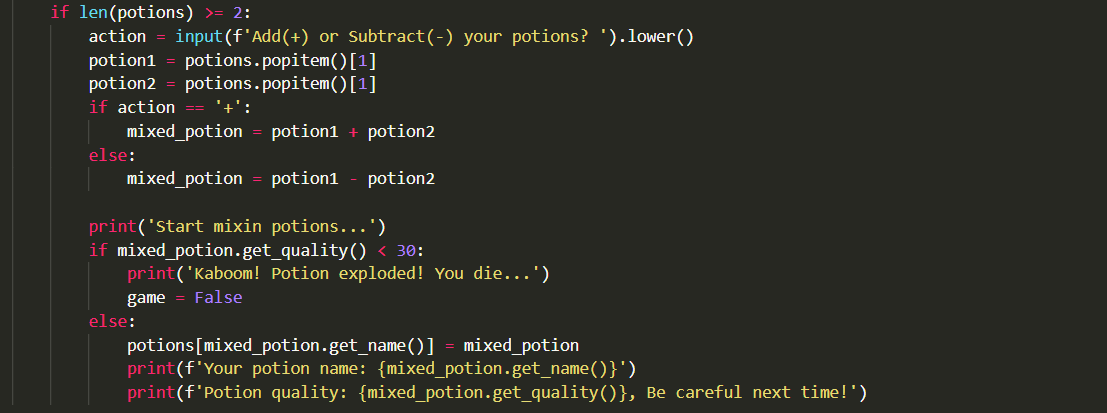 if len(potions) >= 2:
    action = input(f'Add(+) or Subtract(-) your potions? ').lower()
    potion1 = potions.popitem()[1]
    potion2 = potions.popitem()[1]
    if action == '+':
        mixed_potion = potion1 + potion2
    else:
        mixed_potion = potion1 - potion2

    print('Start mixin potions...')
    if mixed_potion.get_quality() < 30:
        print('Kaboom! Potion exploded! You die...')
        game = False
    else:
        potions[mixed_potion.get_name()] = mixed_potion
        print(f'Your potion name: {mixed_potion.get_name()}')
        print(f'Potion quality: {mixed_potion.get_quality()}, Be careful next time!')